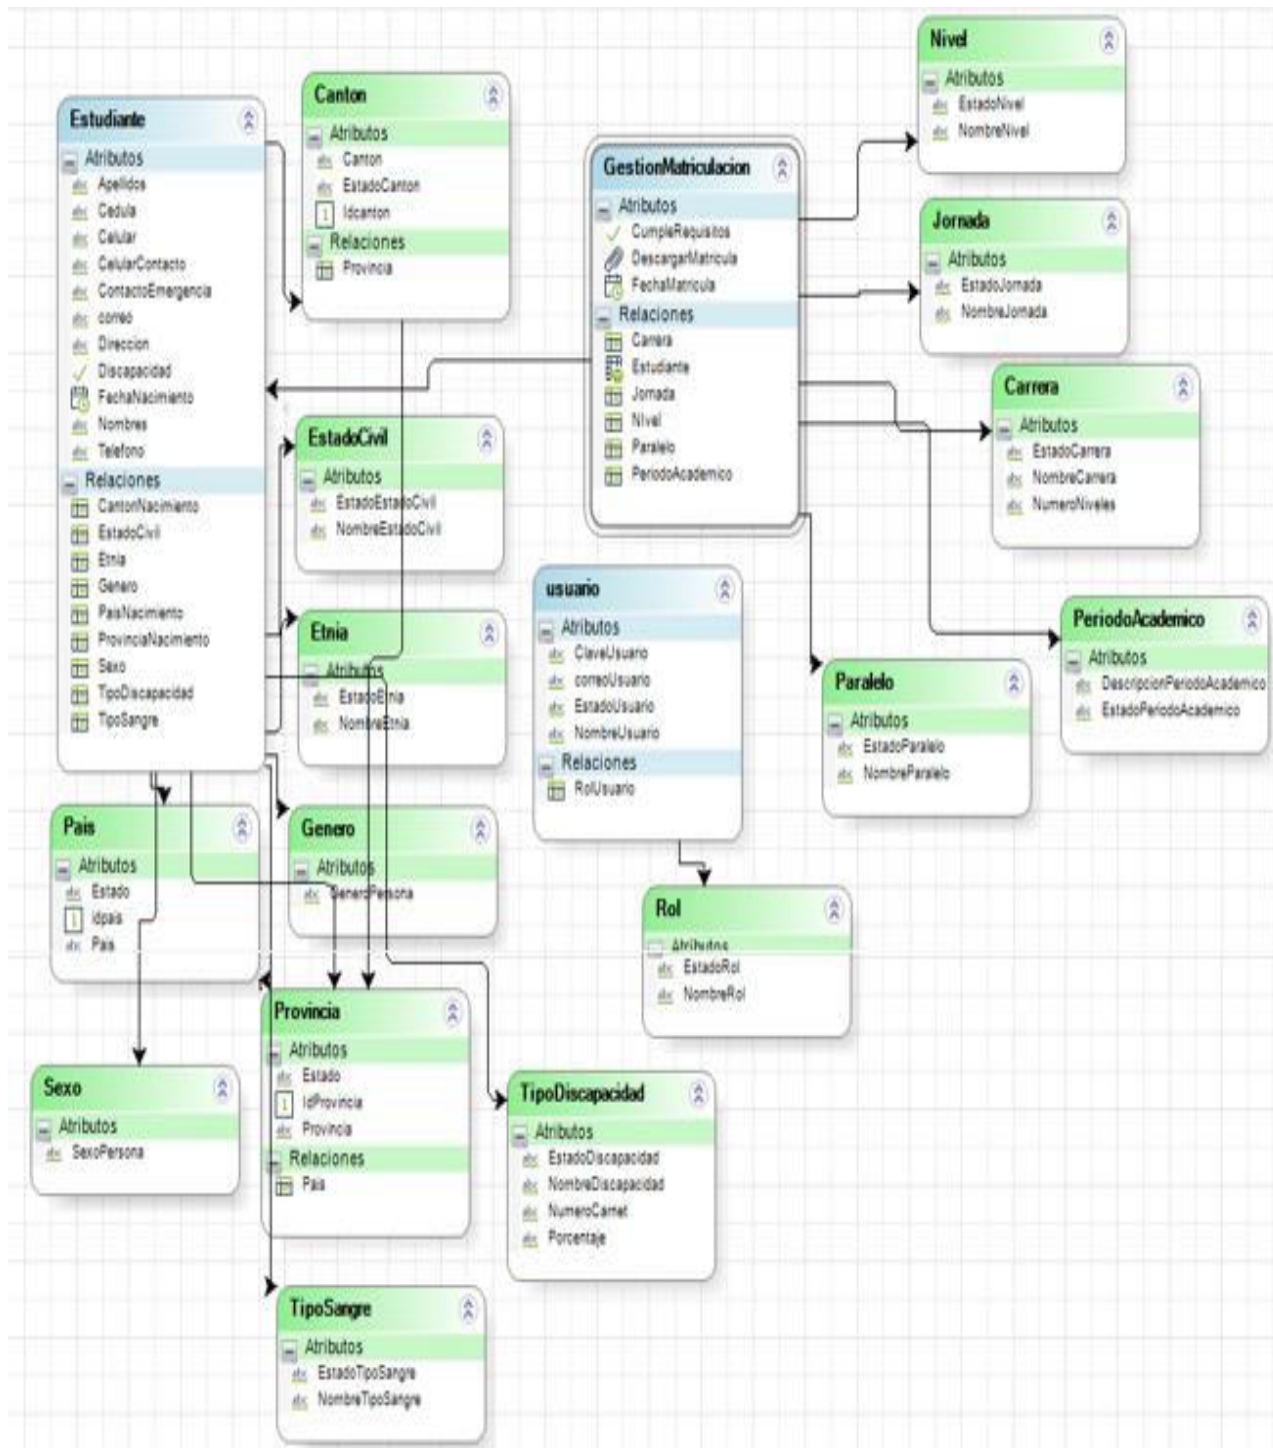 Estudiante
Atributos
Apellidos
Cedula
Celular
CelularContacto
ContactoEmergencia
correo
Direccion
Discapacidad
FechaNacimiento
Nombres
Telefono
Relaciones
CantonNacimiento
EstadoCivil
Etnia
Genero
PaisNacimiento
ProvinciaNacimiento
Sexo
TipoDiscapacidad
TipoSangre
Canton
Atributos
Canton
EstadoCanton
Idcanton
Relaciones
Provincia
GestionMatriculacion
Atributos
CumpleRequisitos
DescargarMatricula
FechaMatricula
Relaciones
Carrera
Estudiante
Jornada
Nivel
Paralelo
PeriodoAcademico
Nivel
Atributos
EstadoNivel
NombreNivel
Jornada
Atributos
EstadoJornada
NombreJornada
Carrera
Atributos
EstadoCarrera
NombreCarrera
NumeroNiveles
EstadoCivil
Atributos
EstadoEstadoCivil
NombreEstadoCivil
Etnia
Atributos
EstadoEtnia
NombreEtnia
usuario
Atributos
ClaveUsuario
correoUsuario
EstadoUsuario
NombreUsuario
Relaciones
RolUsuario
PeriodoAcademico
Atributos
DescripcionPeriodoAcademico
EstadoPeriodoAcademico
Paralelo
Atributos
EstadoParalelo
NombreParalelo
Pais
Atributos
Estado
Idpais
Pais
Genero
Atributos
GeneroPersona
Rol
Atributos
EstadoRol
NombreRol
Provincia
Atributos
Estado
IdProvincia
Provincia
Relaciones
Pais
Sexo
Atributos
SexoPersona
TipoDiscapacidad
Atributos
EstadoDiscapacidad
NombreDiscapacidad
NumeroCarnet
Porcentaje
TipoSangre
Atributos
EstadoTipoSangre
NombreTipoSangre